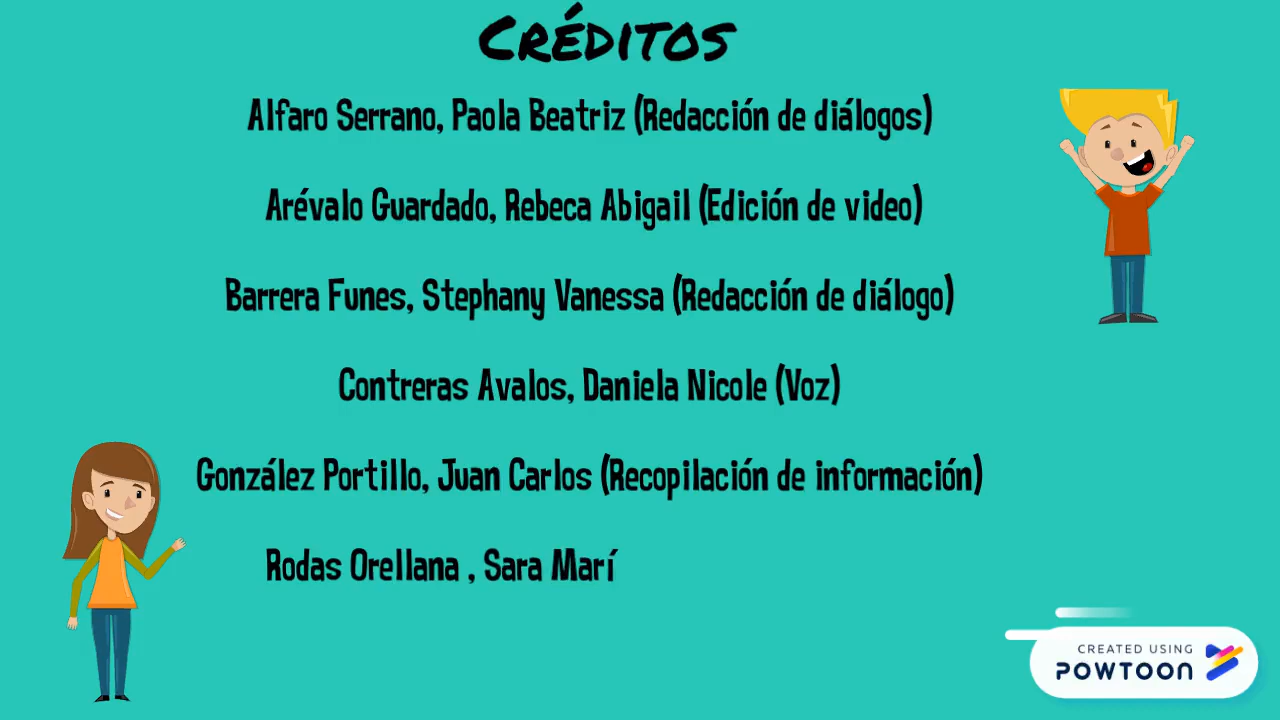 Créditos
Alfaro Serrano, Paola Beatriz (Redacción de diálogos)
Arévalo Guardado, Rebeca Abigail (Edición de video)
Barrera Funes, Stephany Vanessa (Redacción de diálogo)
Contreras Avalos, Daniela Nicole (Voz)
González Portillo, Juan Carlos (Recopilación de información)
Rodas Orellana , Sara Marí
CREATED USING
POWTOON